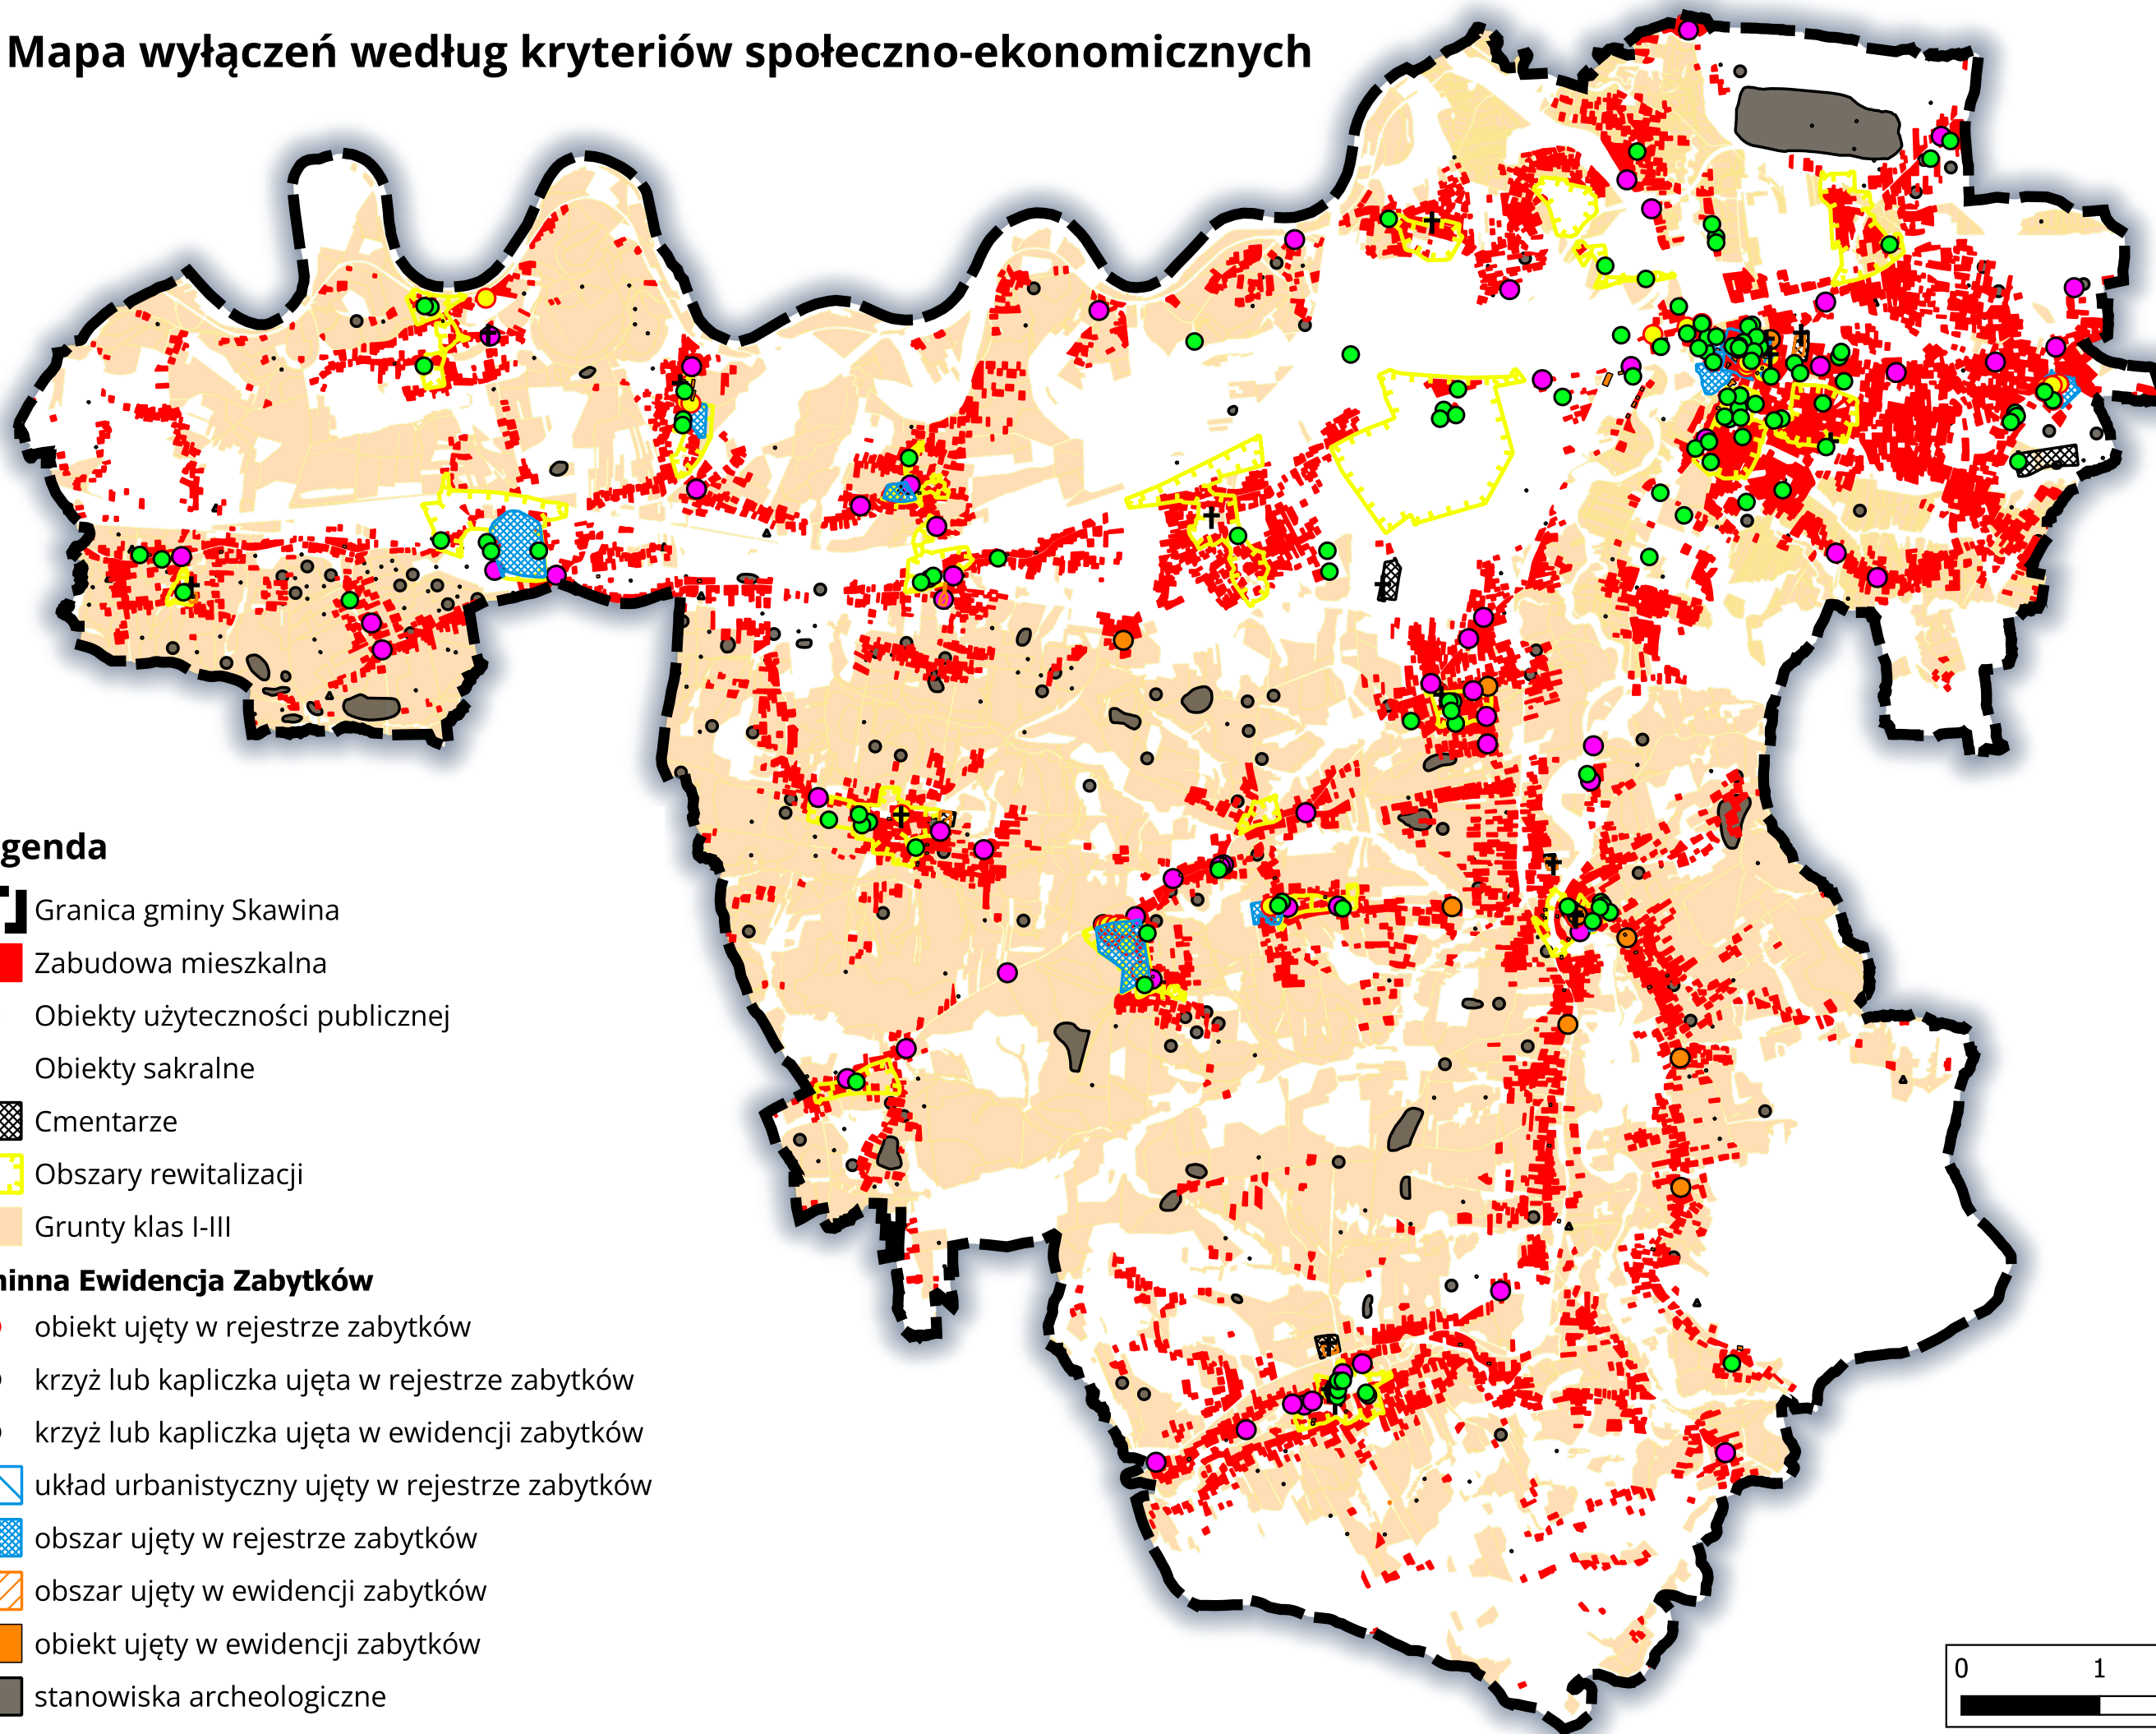 Mapa wyłączeń według kryteriów społeczno-ekonomicznych
genda
Granica gminy Skawina
Zabudowa mieszkalna
Obiekty użyteczności publicznej
Obiekty sakralne
Cmentarze
Obszary rewitalizacji
Grunty klas I-III
inna Ewidencja Zabytków
obiekt ujęty w rejestrze zabytków
krzyż lub kapliczka ujęta w rejestrze zabytków
krzyż lub kapliczka ujęta w ewidencji zabytków
układ urbanistyczny ujęty w rejestrze zabytków
obszar ujęty w rejestrze zabytków
obszar ujęty w ewidencji zabytków
obiekt ujęty w ewidencji zabytków
stanowiska archeologiczne
0 1